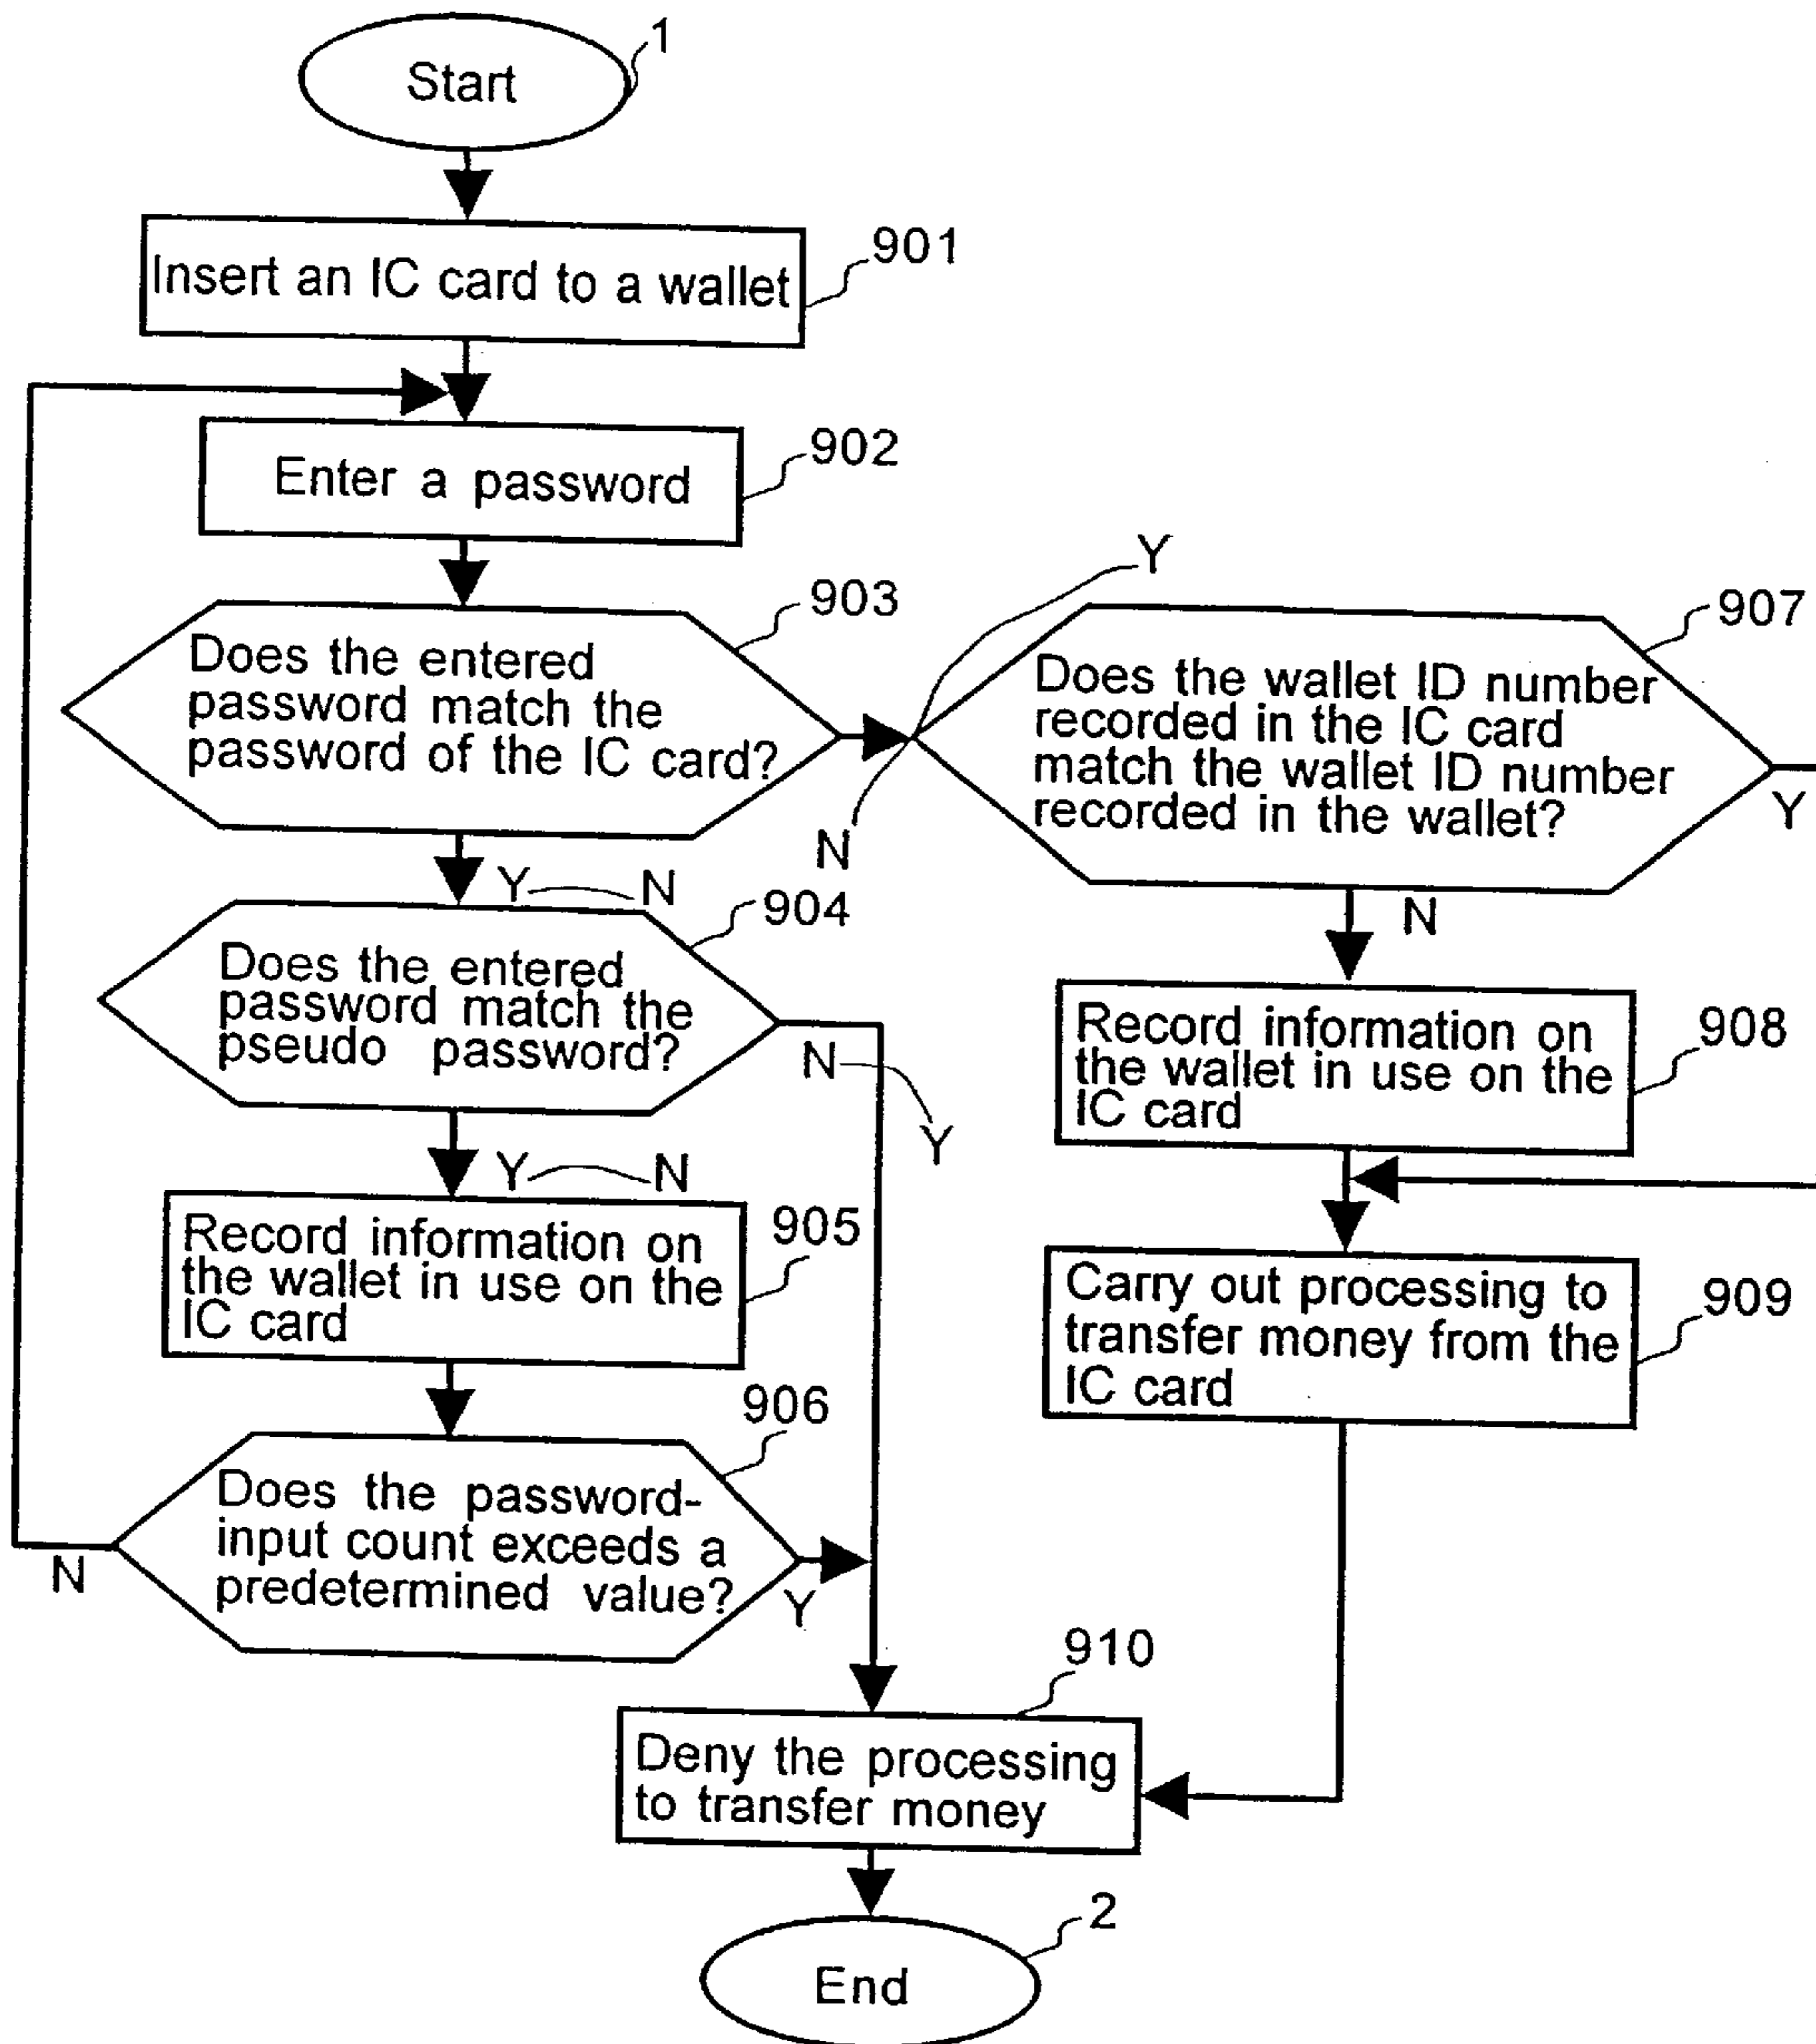 Start
1
Insert an IC card to a wallet
901
Enter a password
902
Does the entered
password match the
password of the IC card?
903
Y
N
Y N
Does the entered
password match the
pseudo password?
904
N
Y
Y N
Record information on
the wallet in use on the
IC card
905
Does the password-
input count exceeds a
predetermined value?
906
N
Y
Does the wallet ID number
recorded in the IC card
match the wallet ID number
recorded in the wallet?
907
Y
N
Record information on
the wallet in use on the
IC card
908
Carry out processing to
transfer money from the
IC card
909
Deny the processing
to transfer money
910
End
2